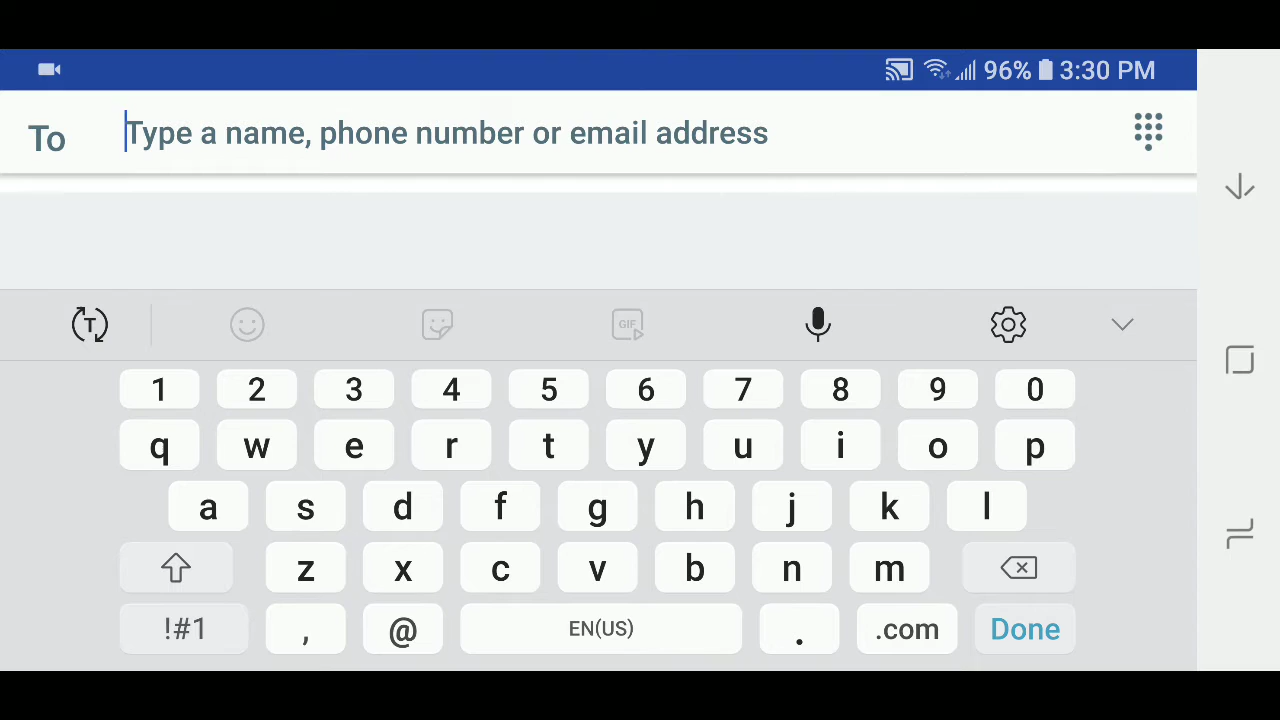 96% 3:30 PM
To Type a name, phone number or email address
T GIF
1 2 3 4 5 6 7 8 9 0
q w e r t y u i o p
a s d f g h j k l
z x c v b n m
!#1 , @ EN(US) . .com Done